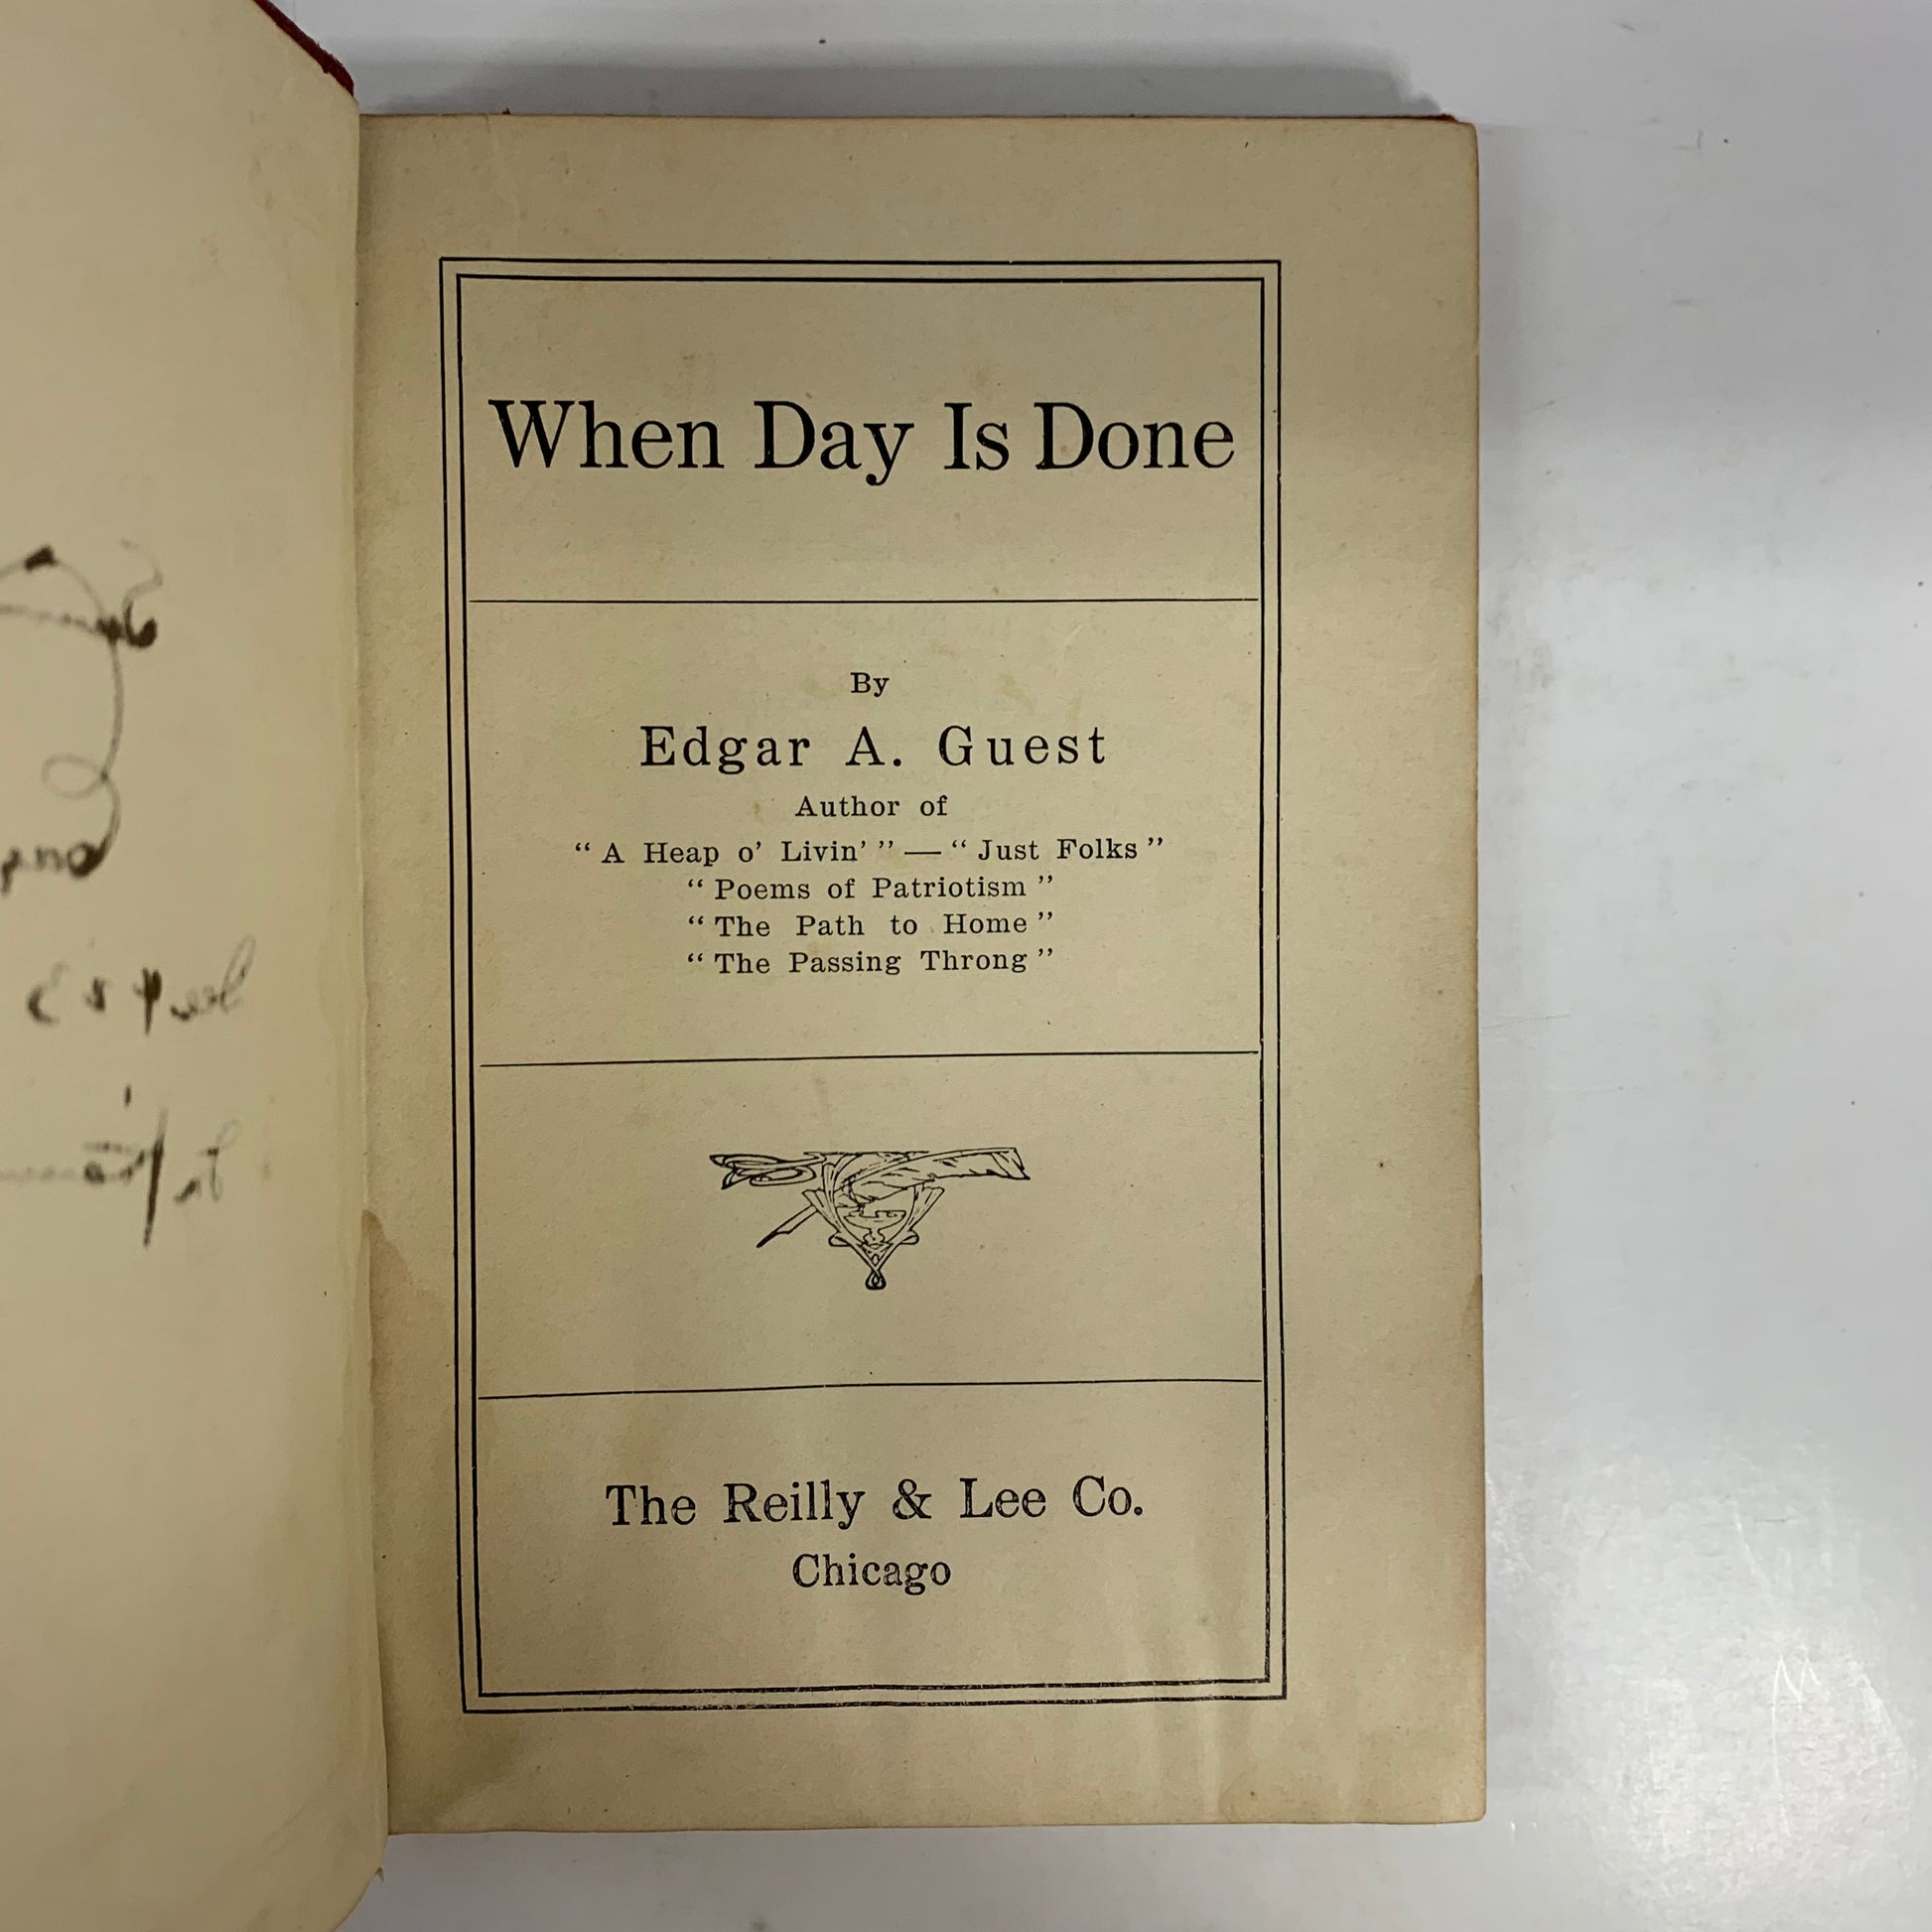 When Day Is Done
By
Edgar A. Guest
Author of
“A Heap o’ Livin’” — “Just Folks”
“Poems of Patriotism”
“The Path to Home”
“The Passing Throng”
The Reilly & Lee Co.
Chicago